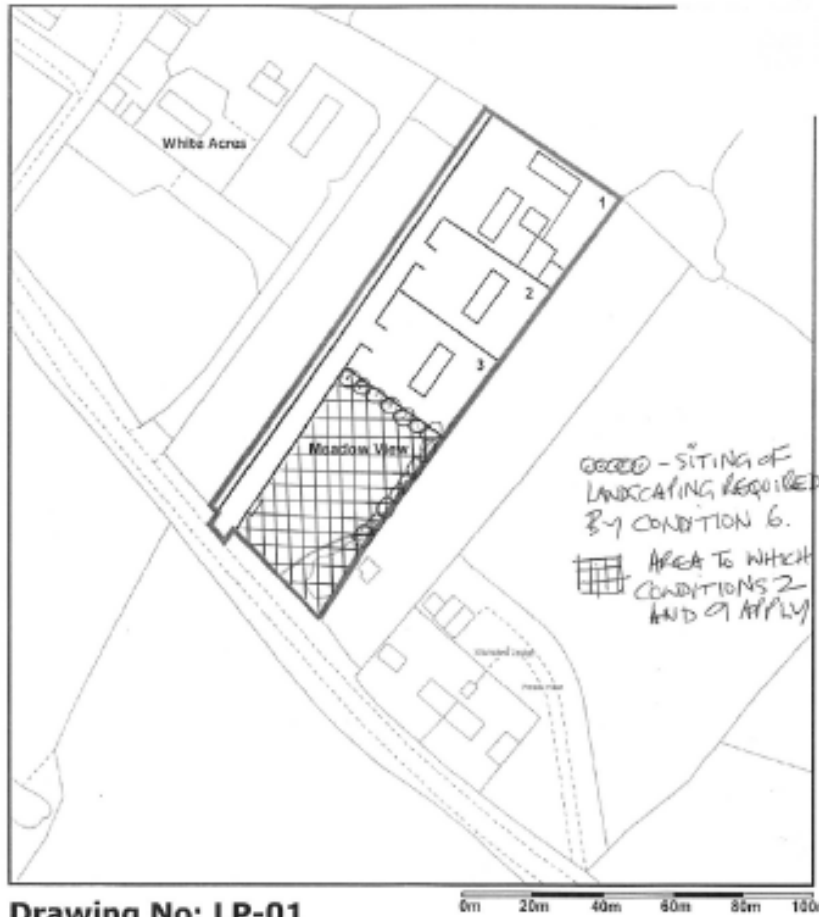 White Acres
1
2
3
Meadow View
- SITING OF
LANDSCAPING REQUIRED
BY CONDITION 6.
AREA TO WHICH
CONDITIONS 2
AND 9 APPLY
Drawing No: LP-01
0m 20m 40m 60m 80m 100m